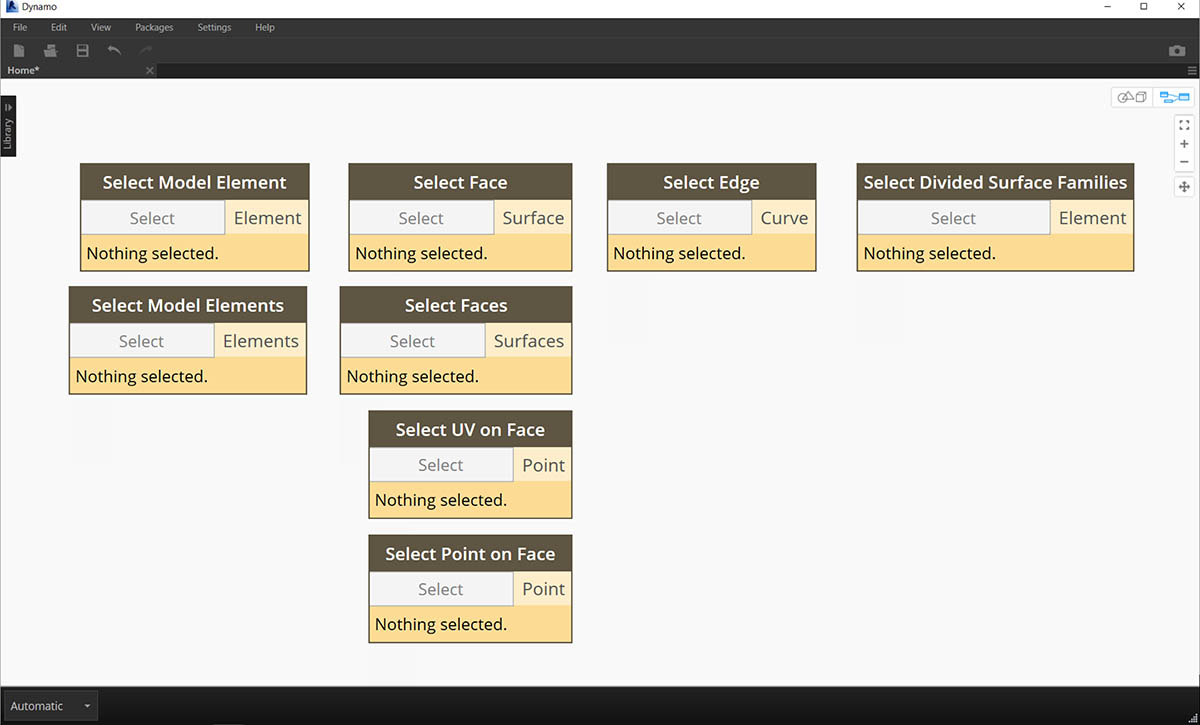 Dynamo
File Edit View Packages Settings Help
Home*
Library
Select Model Element
Select Element
Nothing selected.
Select Face
Select Surface
Nothing selected.
Select Edge
Select Curve
Nothing selected.
Select Divided Surface Families
Select Element
Nothing selected.
Select Model Elements
Select Elements
Nothing selected.
Select Faces
Select Surfaces
Nothing selected.
Select UV on Face
Select Point
Nothing selected.
Select Point on Face
Select Point
Nothing selected.
Automatic